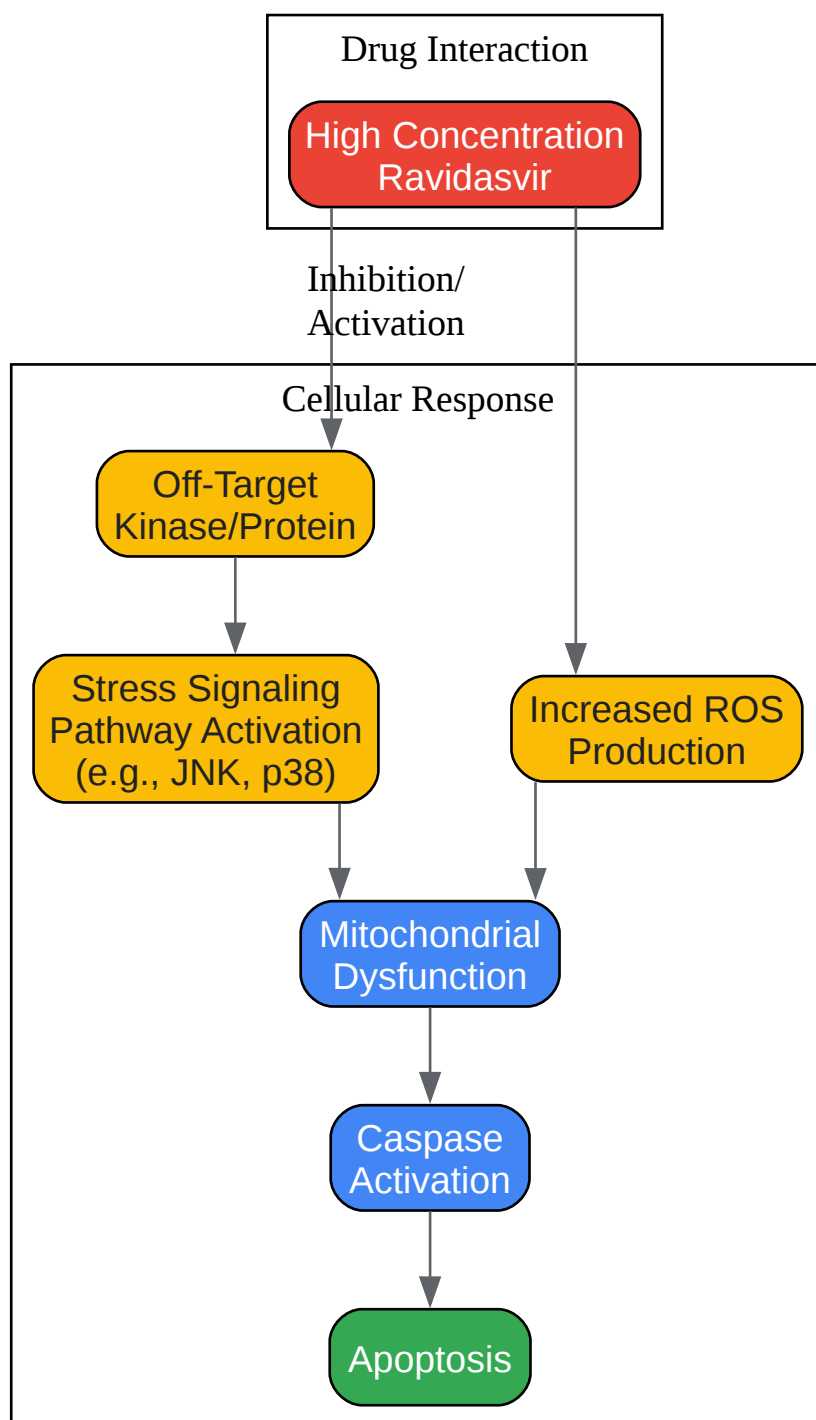 Drug Interaction
High Concentration
Ravidasvir
Inhibition/
Activation
Cellular Response
Off-Target
Kinase/Protein
Stress Signaling
Pathway Activation
(e.g., JNK, p38)
Increased ROS
Production
Mitochondrial
Dysfunction
Caspase
Activation
Apoptosis